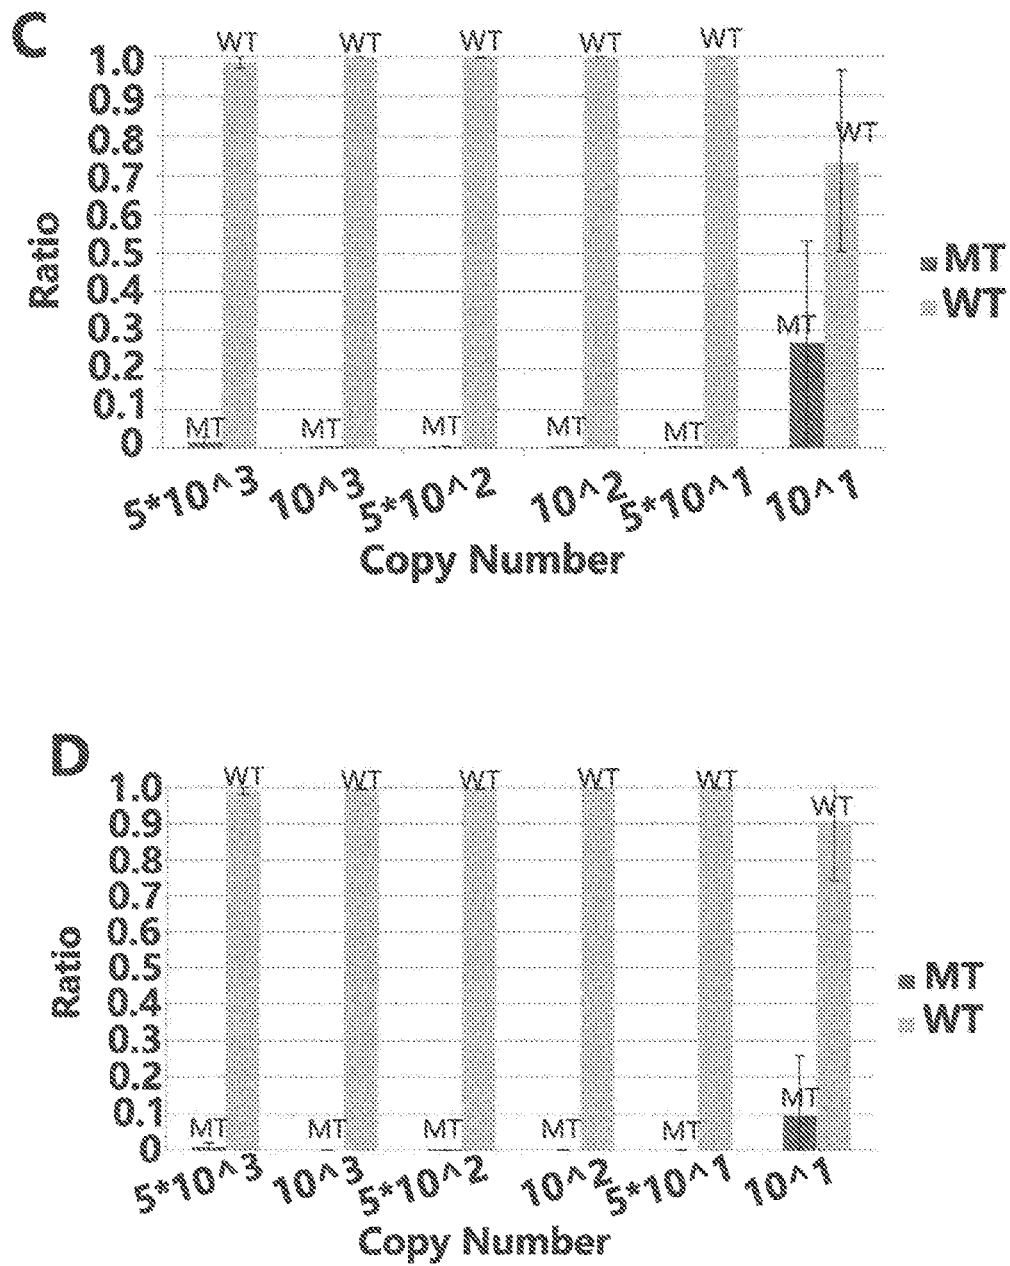 C
WT WT WT WT WT
1.0
0.9
0.8 WT
0.7
0.6
0.5
0.4
0.3 MT
0.2
0.1
0 MT MT MT MT MT
Ratio
MT
WT
5*10^3 10^3 5*10^2 10^2 5*10^1 10^1
Copy Number
D
WT WT WT WT WT
1.0
0.9 WT
0.8
0.7
0.6
0.5
0.4
0.3
0.2
0.1 MT
0 MT MT MT MT MT
Ratio
MT
WT
5*10^3 10^3 5*10^2 10^2 5*10^1 10^1
Copy Number